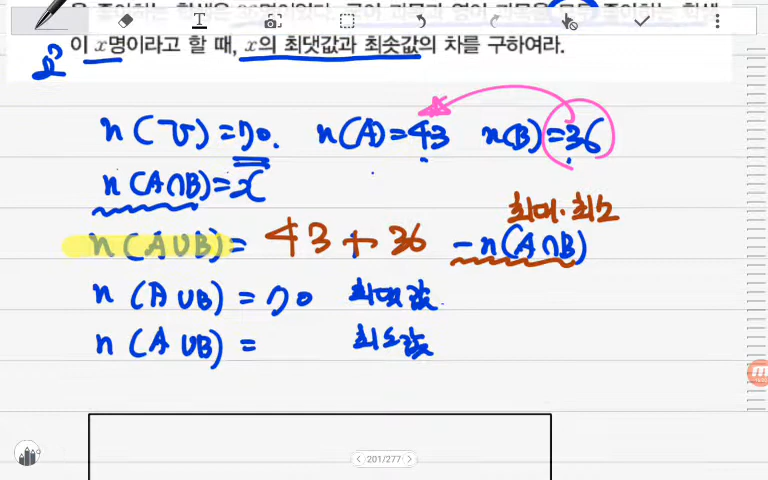 이 x명이라고 할 때, x의 최댓값과 최솟값의 차를 구하여라.
n(U)=70. n(A)=43 n(B)=36
n(A∩B)=x
최대·최소
n(A∪B)= 43+36 -n(A∩B)
n(A∪B)=70 최대값.
n(A∪B)= 최소값
201/277